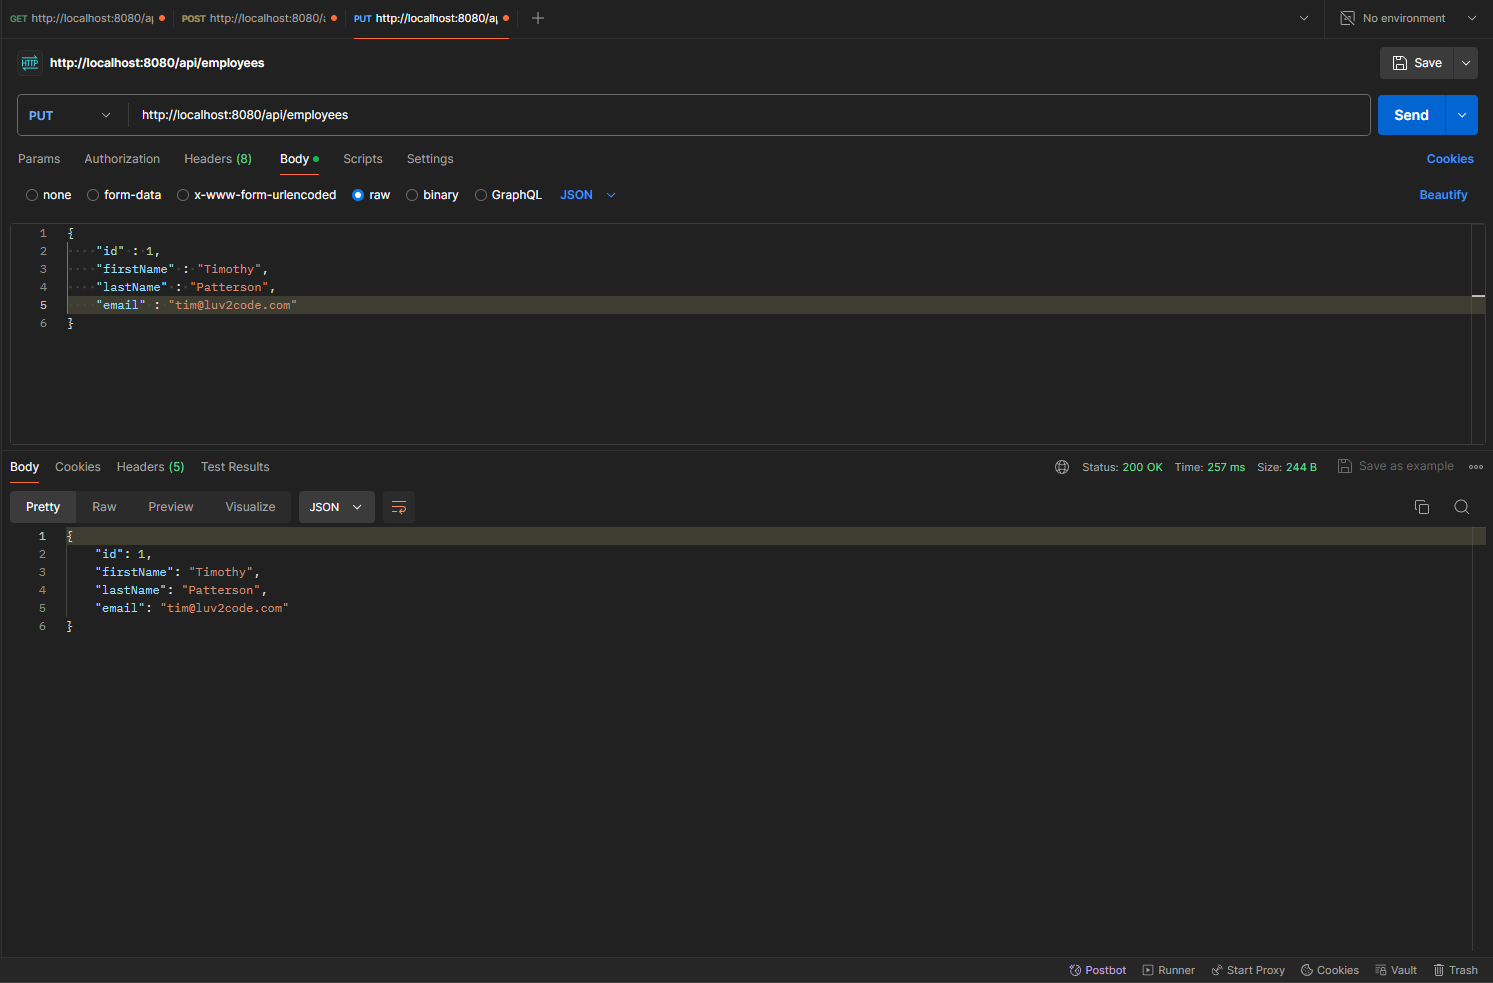 GET http://localhost:8080/ap POST http://localhost:8080/a PUT http://localhost:8080/ap No environment
HTTP http://localhost:8080/api/employees Save
PUT http://localhost:8080/api/employees Send
Params Authorization Headers (8) Body Scripts Settings Cookies
none form-data x-www-form-urlencoded raw binary GraphQL JSON Beautify
1 {
2 "id" : 1,
3 "firstName" : "Timothy",
4 "lastName" : "Patterson",
5 "email" : "tim@luv2code.com"
6 }
Body Cookies Headers (5) Test Results Status: 200 OK Time: 257 ms Size: 244 B Save as example
Pretty Raw Preview Visualize JSON
1 {
2 "id": 1,
3 "firstName": "Timothy",
4 "lastName": "Patterson",
5 "email": "tim@luv2code.com"
6 }
Postbot Runner Start Proxy Cookies Vault Trash